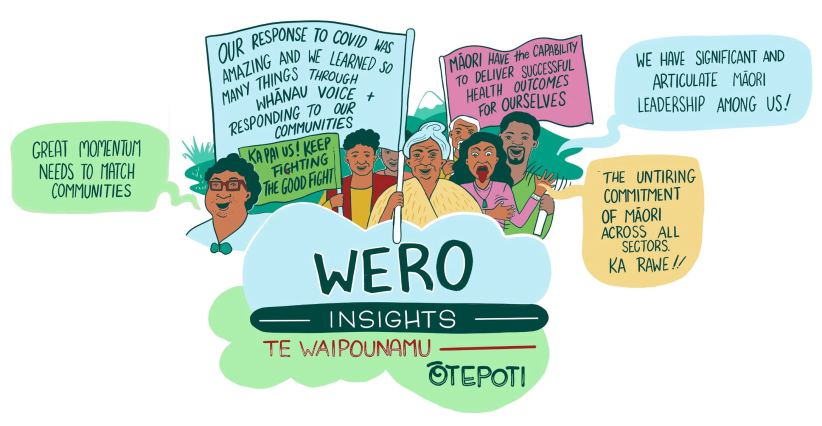 OUR RESPONSE TO COVID WAS
AMAZING AND WE LEARNED SO
MANY THINGS THROUGH
WHĀNAU VOICE +
RESPONDING TO OUR
COMMUNITIES
MĀORI HAVE the CAPABILITY
TO DELIVER SUCCESSFUL
HEALTH OUTCOMES
FOR OURSELVES
WE HAVE SIGNIFICANT AND
ARTICULATE MĀORI
LEADERSHIP AMONG US!
GREAT MOMENTUM
NEEDS TO MATCH
COMMUNITIES
KA PAI US! KEEP
FIGHTING
THE GOOD FIGHT
THE UNTIRING
COMMITMENT
OF MĀORI
ACROSS ALL
SECTORS.
KA RAWE!!
WERO
INSIGHTS
TE WAIPOUNAMU
ŌTEPOTI